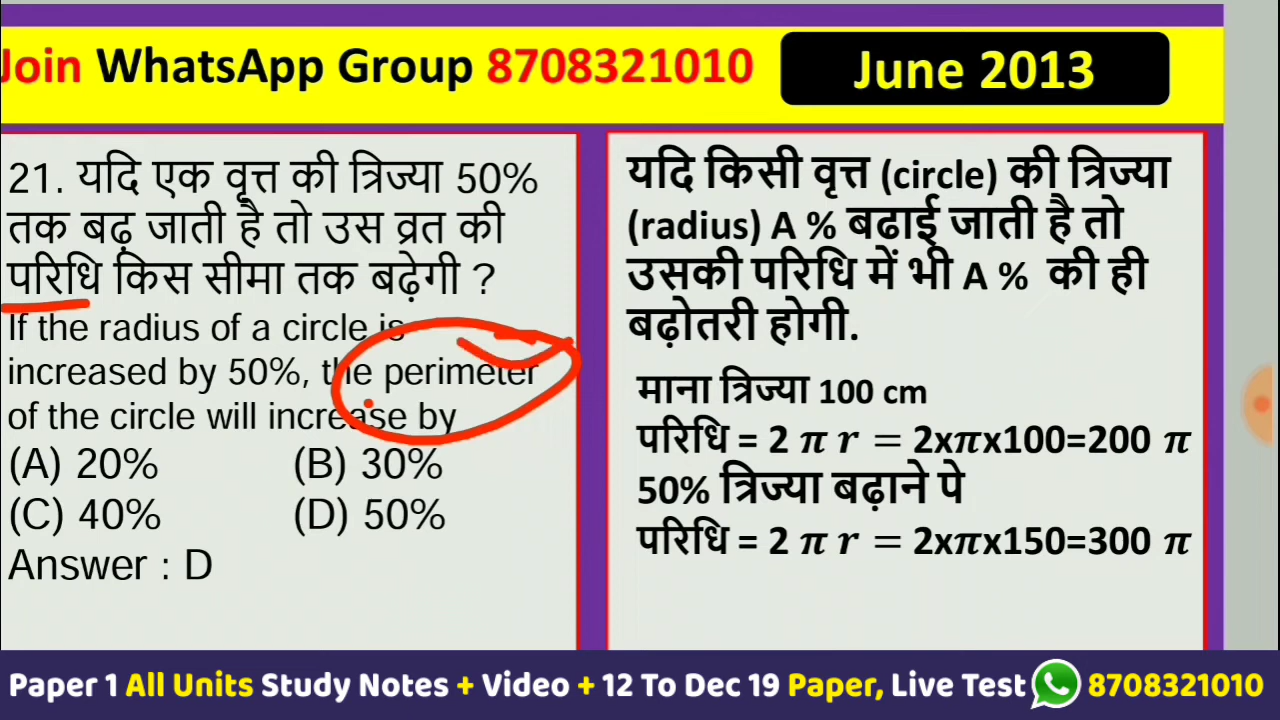 Join WhatsApp Group 8708321010
June 2013
21. यदि एक वृत्त की त्रिज्या 50%
तक बढ़ जाती है तो उस व्रत की
परिधि किस सीमा तक बढ़ेगी ?
If the radius of a circle is
increased by 50%, the perimeter
of the circle will increase by
(A) 20% (B) 30%
(C) 40% (D) 50%
Answer : D
यदि किसी वृत्त (circle) की त्रिज्या
(radius) A % बढाई जाती है तो
उसकी परिधि में भी A % की ही
बढ़ोतरी होगी.
माना त्रिज्या 100 cm
परिधि = 2 π r = 2xπx100=200 π
50% त्रिज्या बढ़ाने पे
परिधि = 2 π r = 2xπx150=300 π
Paper 1 All Units Study Notes + Video + 12 To Dec 19 Paper, Live Test 8708321010